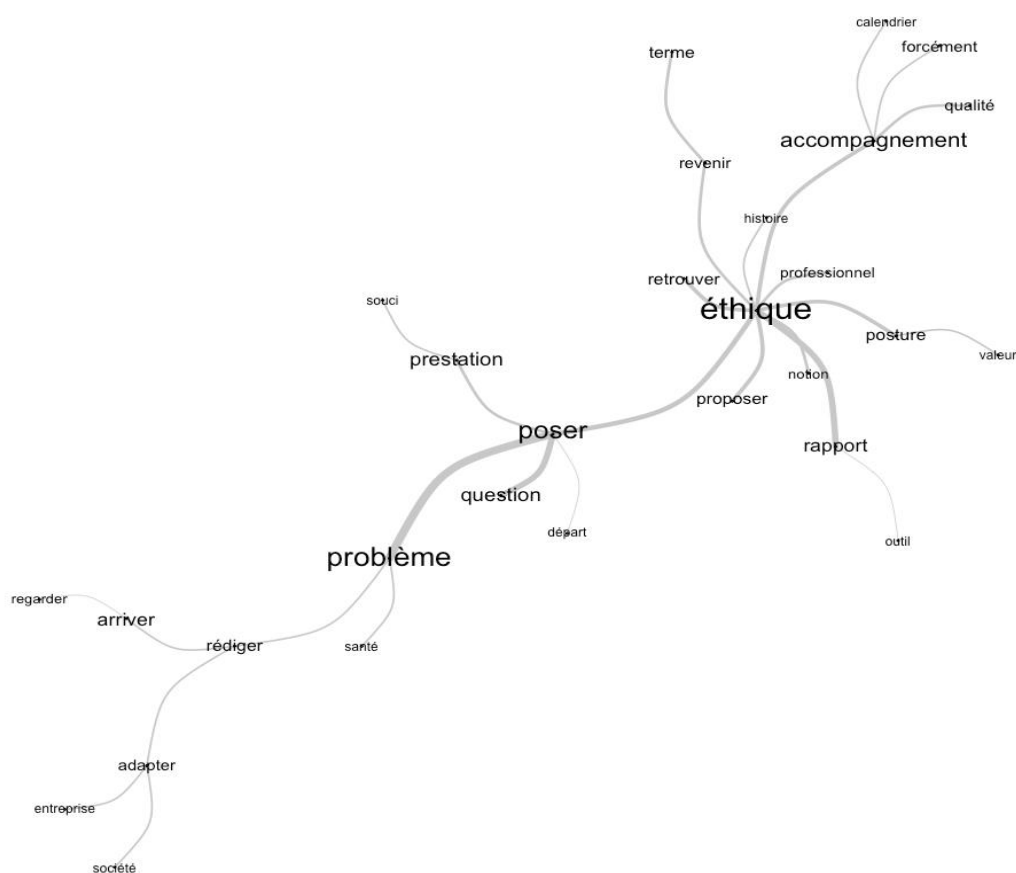 calendrier
forcément
terme
qualité
accompagnement
revenir
histoire
professionnel
retrouver
souci
éthique
posture
valeur
prestation
notion
proposer
poser
rapport
question
départ
outil
problème
regarder
arriver
rédiger
santé
adapter
entreprise
société